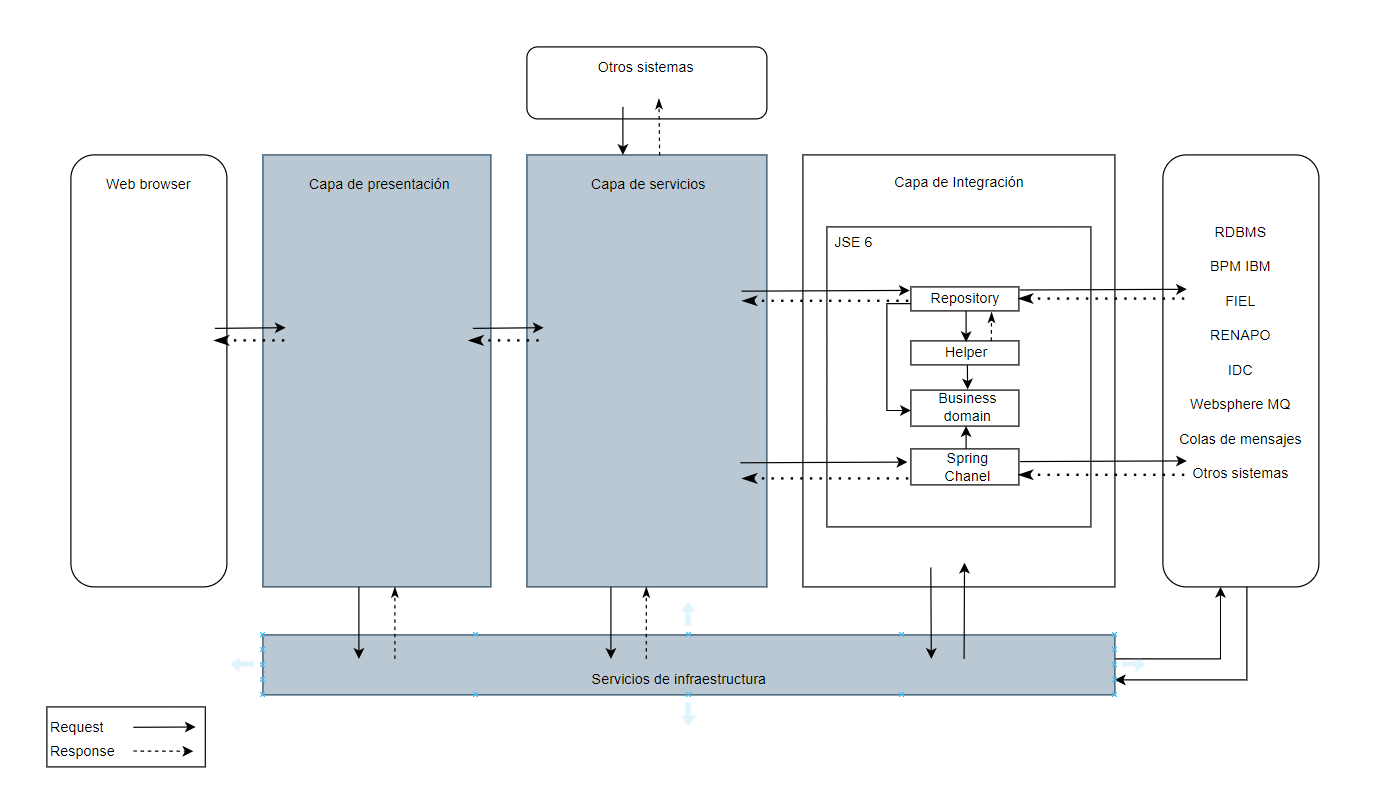 Otros sistemas
Web browser
Capa de presentación
Capa de servicios
Capa de Integración
JSE 6
Repository
Helper
Business
domain
Spring
Chanel
RDBMS
BPM IBM
FIEL
RENAPO
IDC
Websphere MQ
Colas de mensajes
Otros sistemas
Servicios de infraestructura
Request
Response